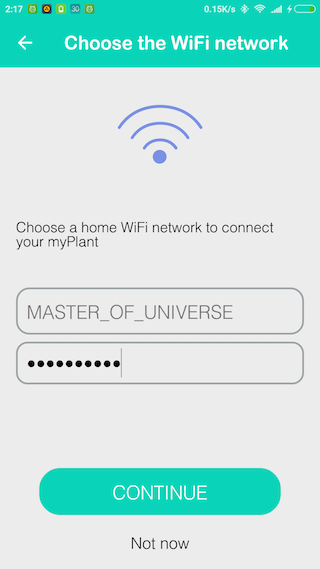 2:17 30 0.15K/s
Choose the WiFi network
Choose a home WiFi network to connect
your myPlant
MASTER_OF_UNIVERSE
••••••••••
CONTINUE
Not now